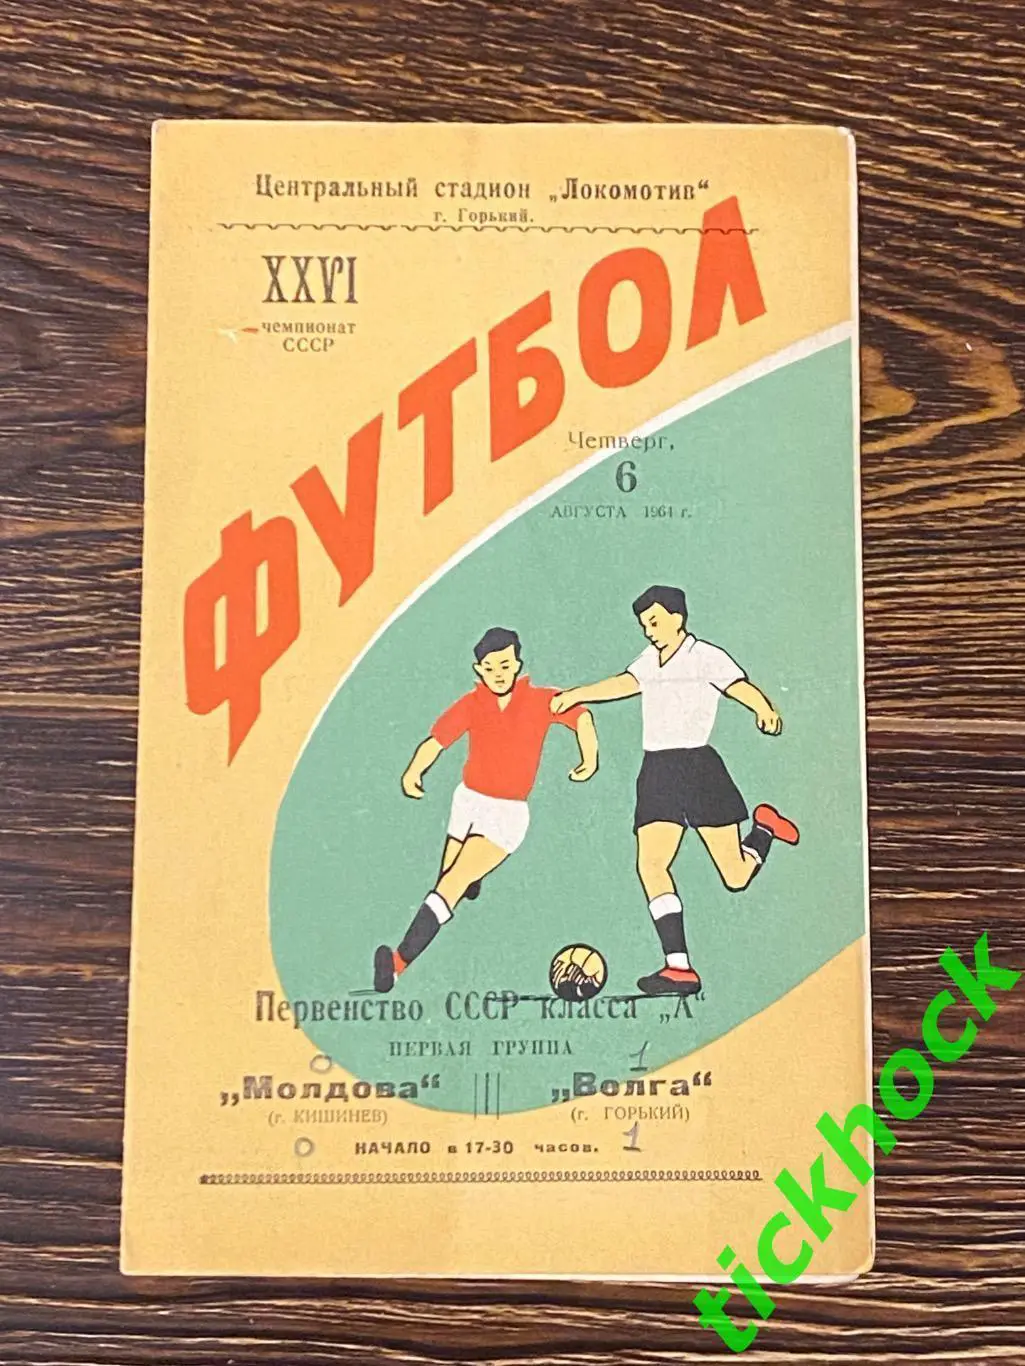 Центральный стадион „Локомотив“
г. Горький.
XXVI
чемпионат
СССР
ФУТБОЛ
Четверг,
6
АВГУСТА 1964 г.
Первенство СССР класса „А“
ПЕРВАЯ ГРУППА
0 1
„Молдова“ „Волга“
(г. КИШИНЕВ) (г. ГОРЬКИЙ)
0 НАЧАЛО в 17-30 часов. 1
tickhock